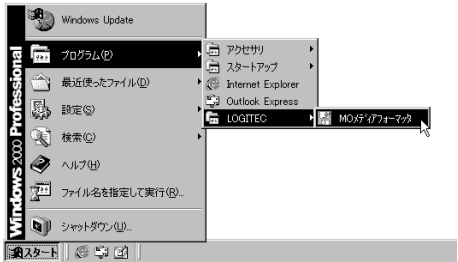 Windows Update
プログラム(P)
最近使ったファイル(D)
設定(S)
検索(C)
ヘルプ(H)
ファイル名を指定して実行(R)...
シャットダウン(U)...
Windows 2000 Professional
スタート
アクセサリ
スタートアップ
Internet Explorer
Outlook Express
LOGITEC
MOメディアフォーマッタ